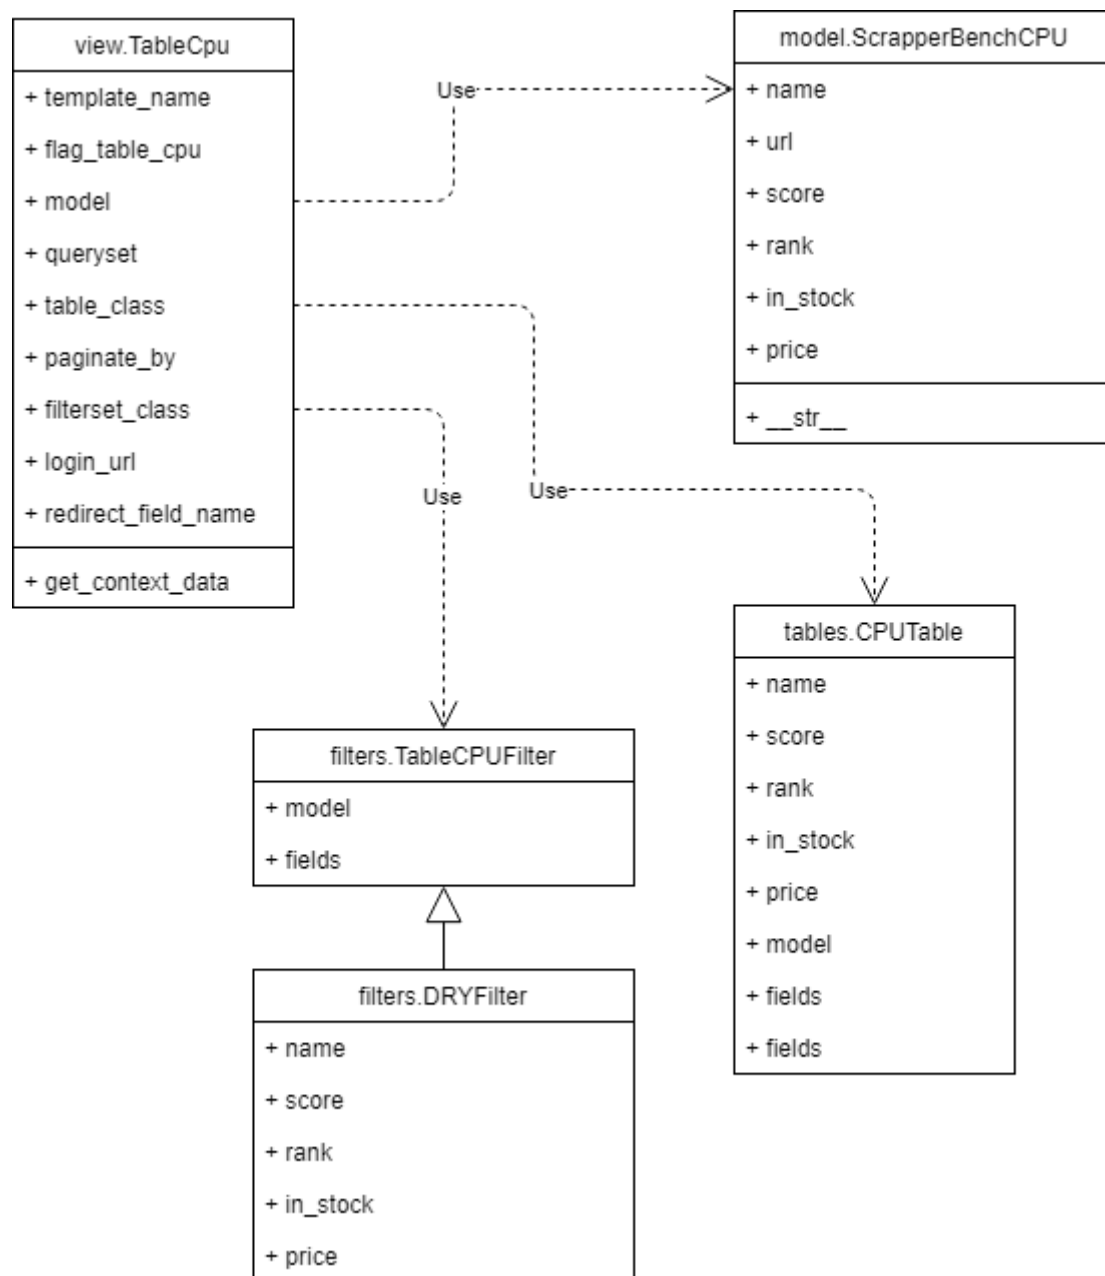 view.TableCpu
+ template_name
+ flag_table_cpu
+ model
+ queryset
+ table_class
+ paginate_by
+ filterset_class
+ login_url
+ redirect_field_name
+ get_context_data
Use
model.ScrapperBenchCPU
+ name
+ url
+ score
+ rank
+ in_stock
+ price
+ __str__
Use
Use
tables.CPUTable
+ name
+ score
+ rank
+ in_stock
+ price
+ model
+ fields
+ fields
filters.TableCPUFilter
+ model
+ fields
filters.DRYFilter
+ name
+ score
+ rank
+ in_stock
+ price